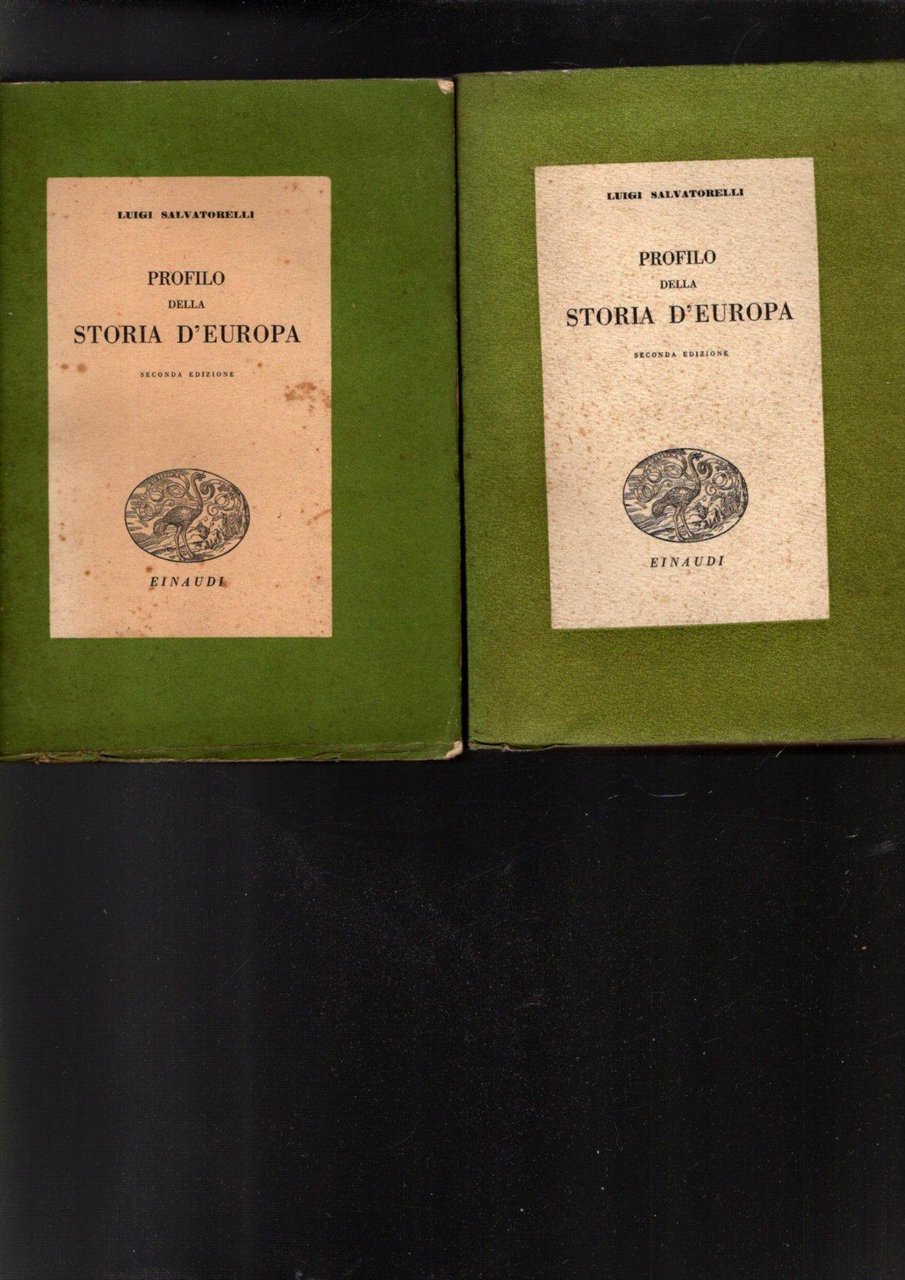 LUIGI SALVATORELLI
PROFILO
DELLA
STORIA D'EUROPA
SECONDA EDIZIONE
EINAUDI
LUIGI SALVATORELLI
PROFILO
DELLA
STORIA D'EUROPA
SECONDA EDIZIONE
EINAUDI